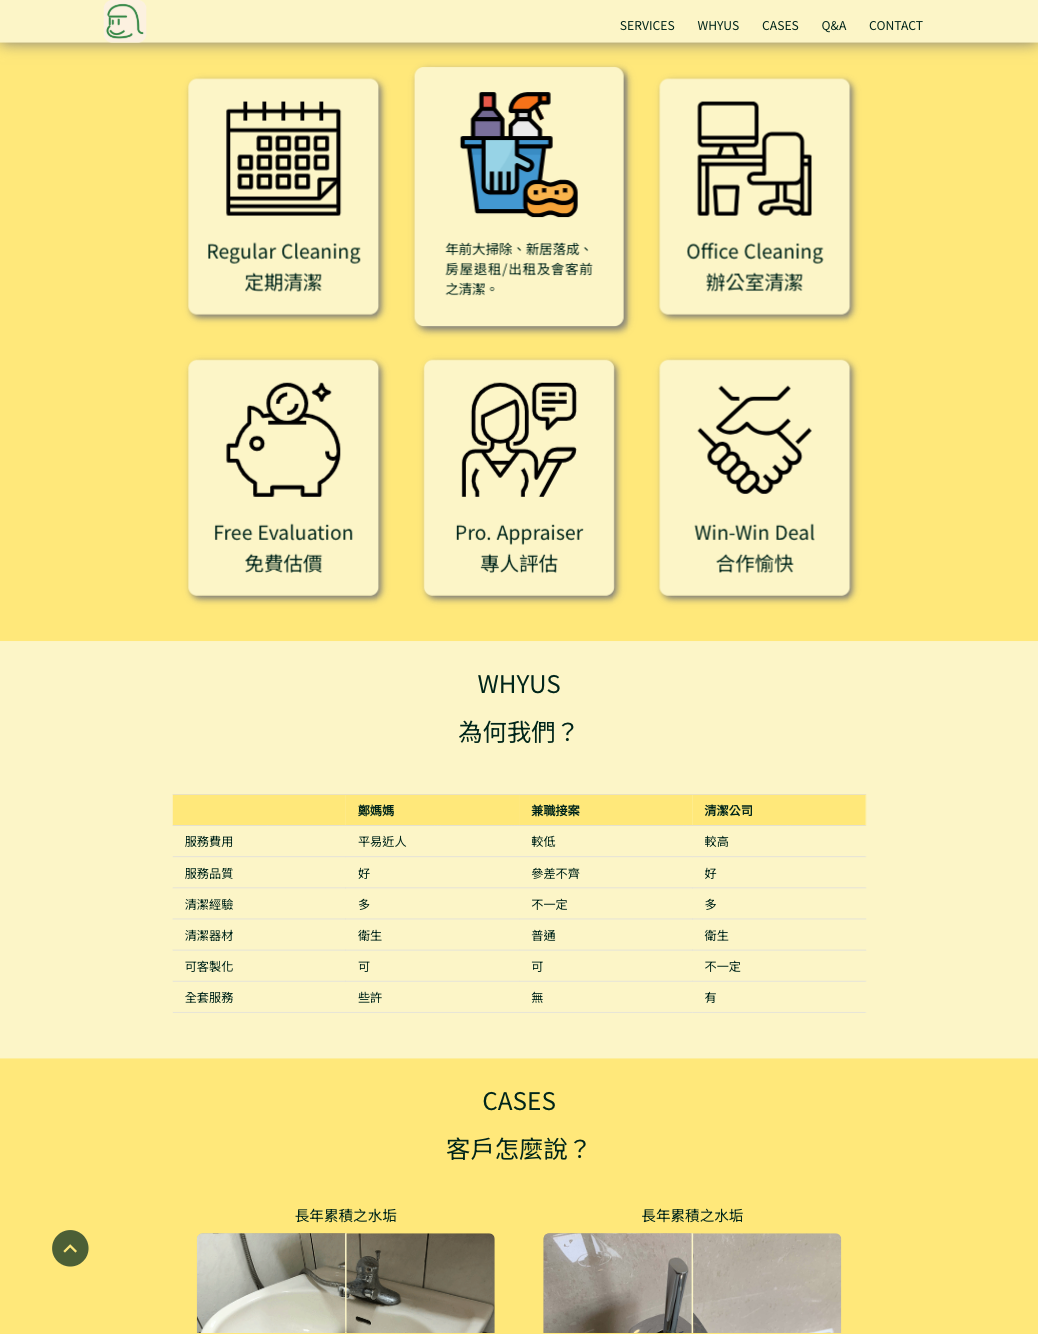 SERVICES WHYUS CASES Q&A CONTACT
Regular Cleaning
定期清潔
年前大掃除、新居落成、
房屋退租/出租及會客前
之清潔。
Office Cleaning
辦公室清潔
Free Evaluation
免費估價
Pro. Appraiser
專人評估
Win-Win Deal
合作愉快
WHYUS
為何我們？
鄭媽媽 兼職接案 清潔公司
服務費用 平易近人 較低 較高
服務品質 好 參差不齊 好
清潔經驗 多 不一定 多
清潔器材 衛生 普通 衛生
可客製化 可 可 不一定
全套服務 些許 無 有
CASES
客戶怎麼說？
長年累積之水垢
長年累積之水垢